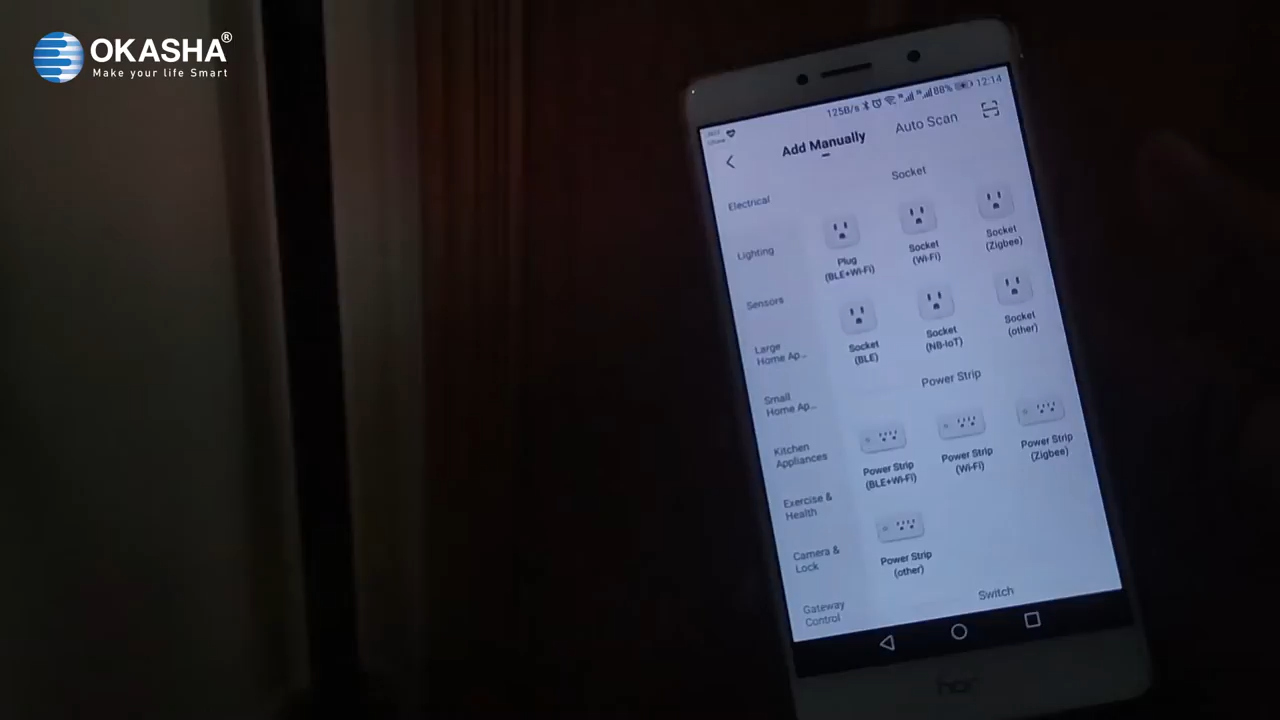 OKASHA®
Make your life Smart
125B/s 88% 12:14
Add Manually
Auto Scan
Electrical
Lighting
Sensors
Large
Home Ap...
Small
Home Ap...
Kitchen
Appliances
Exercise &
Health
Camera &
Lock
Gateway
Control
Socket
Plug
(BLE+Wi-Fi)
Socket
(Wi-Fi)
Socket
(Zigbee)
Socket
(BLE)
Socket
(NB-IoT)
Socket
(other)
Power Strip
Power Strip
(BLE+Wi-Fi)
Power Strip
(Wi-Fi)
Power Strip
(Zigbee)
Power Strip
(other)
Switch